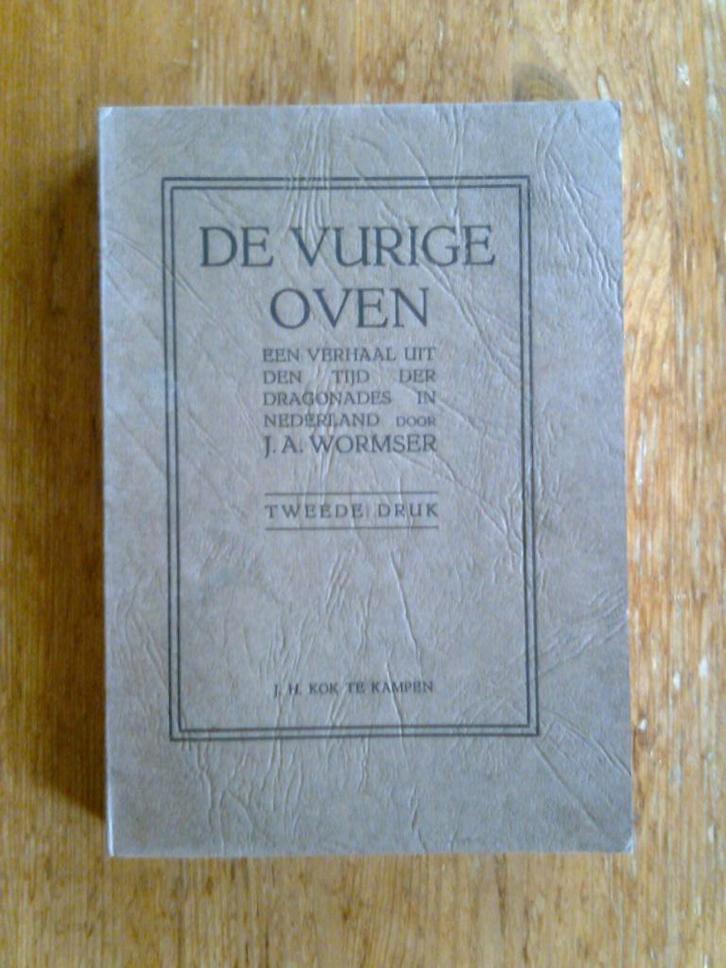 DE VURIGE
OVEN
EEN VERHAAL UIT
DEN TIJD DER
DRAGONADES IN
NEDERLAND DOOR
J. A. WORMSER
TWEEDE DRUK
J. H. KOK TE KAMPEN